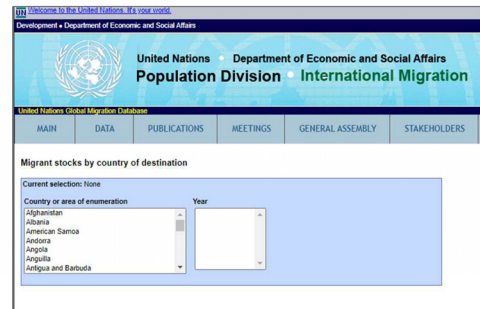 UN Welcome to the United Nations. It's your world.
Development • Department of Economic and Social Affairs
United Nations • Department of Economic and Social Affairs
Population Division • International Migration
United Nations Global Migration Database
MAIN DATA PUBLICATIONS MEETINGS GENERAL ASSEMBLY STAKEHOLDERS
Migrant stocks by country of destination
Current selection: None
Country or area of enumeration Year
Afghanistan
Albania
American Samoa
Andorra
Angola
Anguilla
Antigua and Barbuda